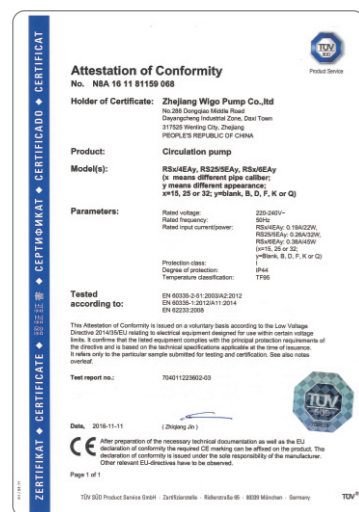 TÜV
SÜD
Product Service
Attestation of Conformity
No. N8A 16 11 81159 068
Holder of Certificate: Zhejiang Wigo Pump Co.,ltd
No.288 Dongqiao Middle Road
Dayangcheng Industrial Zone, Daxi Town
317525 Wenling City, Zhejiang
PEOPLE'S REPUBLIC OF CHINA
Product: Circulation pump
Model(s): RSx/4EAy, RS25/5EAy, RSx/6EAy
(x means different pipe caliber;
y means different appearance;
x=15, 25 or 32; y=blank, B, D, F, K or Q)
Parameters:
Rated voltage: 220-240V~
Rated frequency: 50Hz
Rated input current/power: RSx/4EAy: 0.19A/22W,
RS25/5EAy: 0.26A/32W,
RSx/6EAy: 0.38A/45W
(x=15, 25 or 32;
y=Blank, B, D, F, K or Q)
Protection class: I
Degree of protection: IP44
Temperature classification: TF95
Tested according to: EN 60335-2-51:2003/A2:2012
EN 60335-1:2012/A11:2014
EN 62233:2008
This Attestation of Conformity is issued on a voluntary basis according to the Low Voltage
Directive 2014/35/EU relating to electrical equipment designed for use within certain voltage
limits. It confirms that the listed equipment complies with the principal protection requirements of
the directive and is based on the technical specifications applicable at the time of issuance.
It refers only to the particular sample submitted for testing and certification. See also notes
overleaf.
Test report no.: 704011223602-03
Date, 2016-11-11
( Zhiqiang Jin )
CE After preparation of the necessary technical documentation as well as the EU
declaration of conformity the required CE marking can be affixed on the product. The
declaration of conformity is issued under the sole responsibility of the manufacturer.
Other relevant EU-directives have to be observed.
Page 1 of 1
TÜV SÜD Product Service GmbH · Zertifizierstelle · Ridlerstraße 65 · 80339 München · Germany
TÜV®
ZERTIFIKAT ◆ CERTIFICATE ◆ 認證證書 ◆ СЕРТИФИКАТ ◆ CERTIFICADO ◆ CERTIFICAT